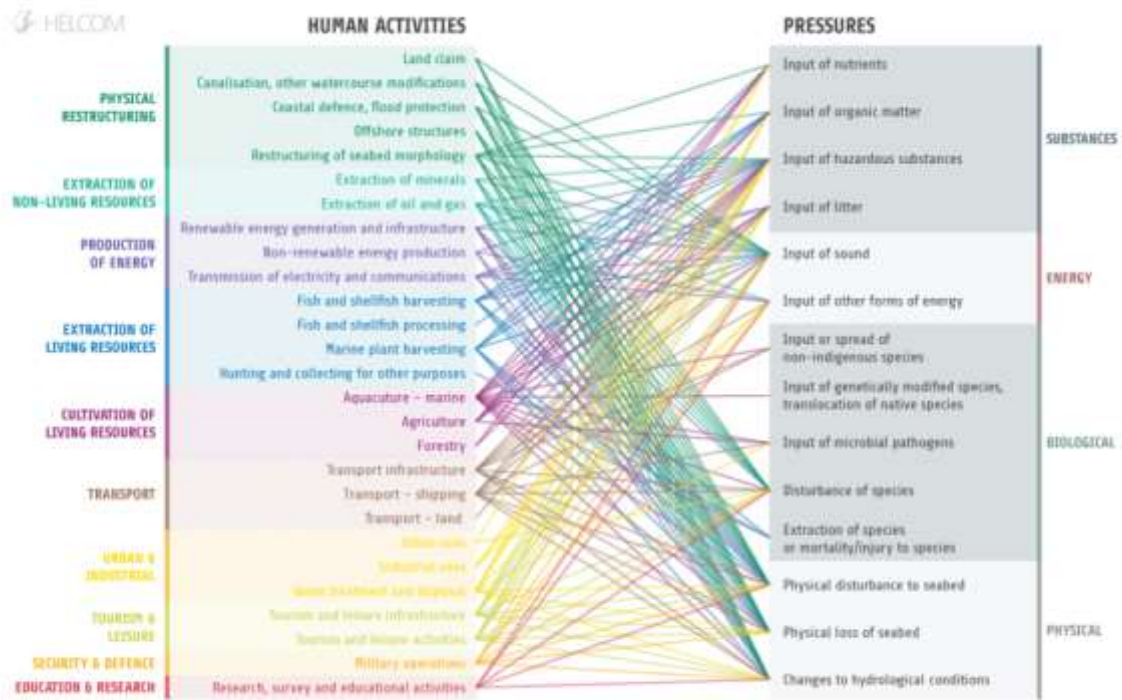 HELCOM
HUMAN ACTIVITIES
PRESSURES
PHYSICAL
RESTRUCTURING
Land claim
Canalisation, other watercourse modifications
Coastal defence, flood protection
Offshore structures
Restructuring of seabed morphology
EXTRACTION OF
NON-LIVING RESOURCES
Extraction of minerals
Extraction of oil and gas
PRODUCTION
OF ENERGY
Renewable energy generation and infrastructure
Non-renewable energy production
Transmission of electricity and communications
EXTRACTION OF
LIVING RESOURCES
Fish and shellfish harvesting
Fish and shellfish processing
Marine plant harvesting
Hunting and collecting for other purposes
CULTIVATION OF
LIVING RESOURCES
Aquacuture – marine
Agriculture
Forestry
TRANSPORT
Transport infrastructure
Transport – shipping
Transport – land
URBAN &
INDUSTRIAL
Urban uses
Industrial uses
Waste treatment and disposal
TOURISM &
LEISURE
Tourism and leisure infrastructure
Tourism and leisure activities
SECURITY & DEFENCE
Military operations
EDUCATION & RESEARCH
Research, survey and educational activities
Input of nutrients
Input of organic matter
Input of hazardous substances
Input of litter
SUBSTANCES
Input of sound
Input of other forms of energy
ENERGY
Input or spread of
non-indigenous species
Input of genetically modified species,
translocation of native species
Input of microbial pathogens
Disturbance of species
Extraction of species
or mortality/injury to species
BIOLOGICAL
Physical disturbance to seabed
Physical loss of seabed
Changes to hydrological conditions
PHYSICAL